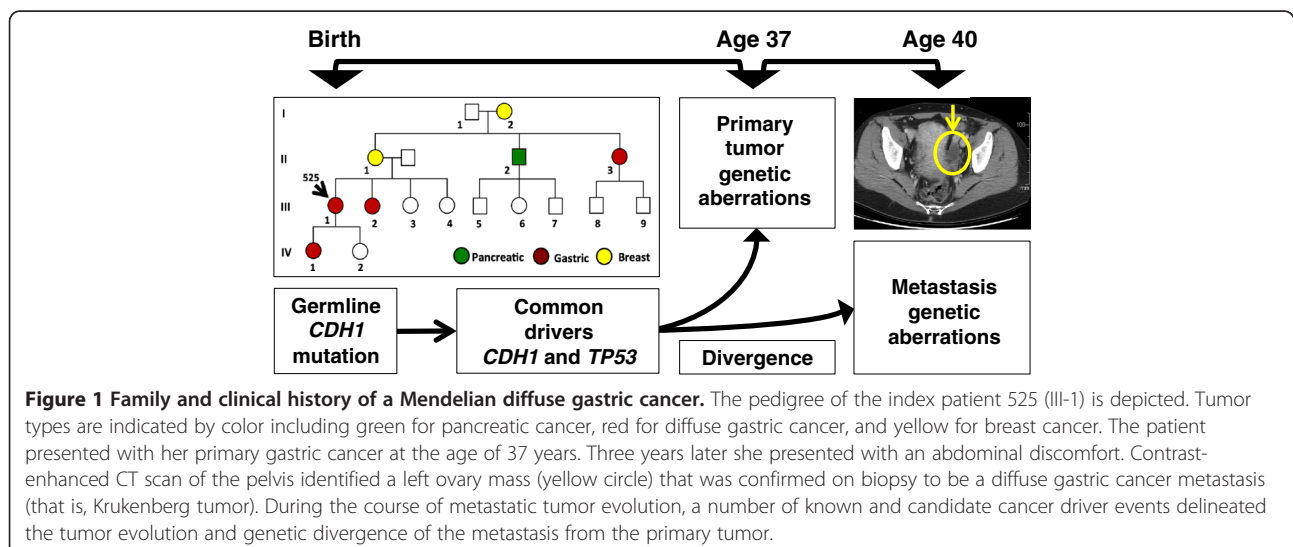 Birth Age 37 Age 40
I
1 2
II
1 2 3
525
III
1 2 3 4 5 6 7 8 9
IV
1 2
Pancreatic Gastric Breast
Primary
tumor
genetic
aberrations
Germline
CDH1
mutation
Common
drivers
CDH1 and TP53
Divergence
Metastasis
genetic
aberrations
Figure 1 Family and clinical history of a Mendelian diffuse gastric cancer. The pedigree of the index patient 525 (III-1) is depicted. Tumor
types are indicated by color including green for pancreatic cancer, red for diffuse gastric cancer, and yellow for breast cancer. The patient
presented with her primary gastric cancer at the age of 37 years. Three years later she presented with an abdominal discomfort. Contrast-
enhanced CT scan of the pelvis identified a left ovary mass (yellow circle) that was confirmed on biopsy to be a diffuse gastric cancer metastasis
(that is, Krukenberg tumor). During the course of metastatic tumor evolution, a number of known and candidate cancer driver events delineated
the tumor evolution and genetic divergence of the metastasis from the primary tumor.